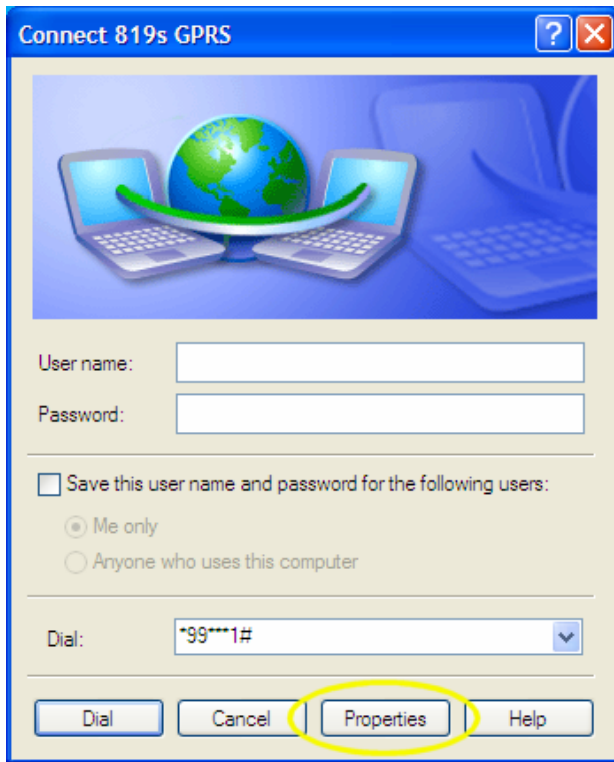 Connect 819s GPRS
User name:
Password:
Save this user name and password for the following users:
Me only
Anyone who uses this computer
Dial: *99***1#
Dial Cancel Properties Help